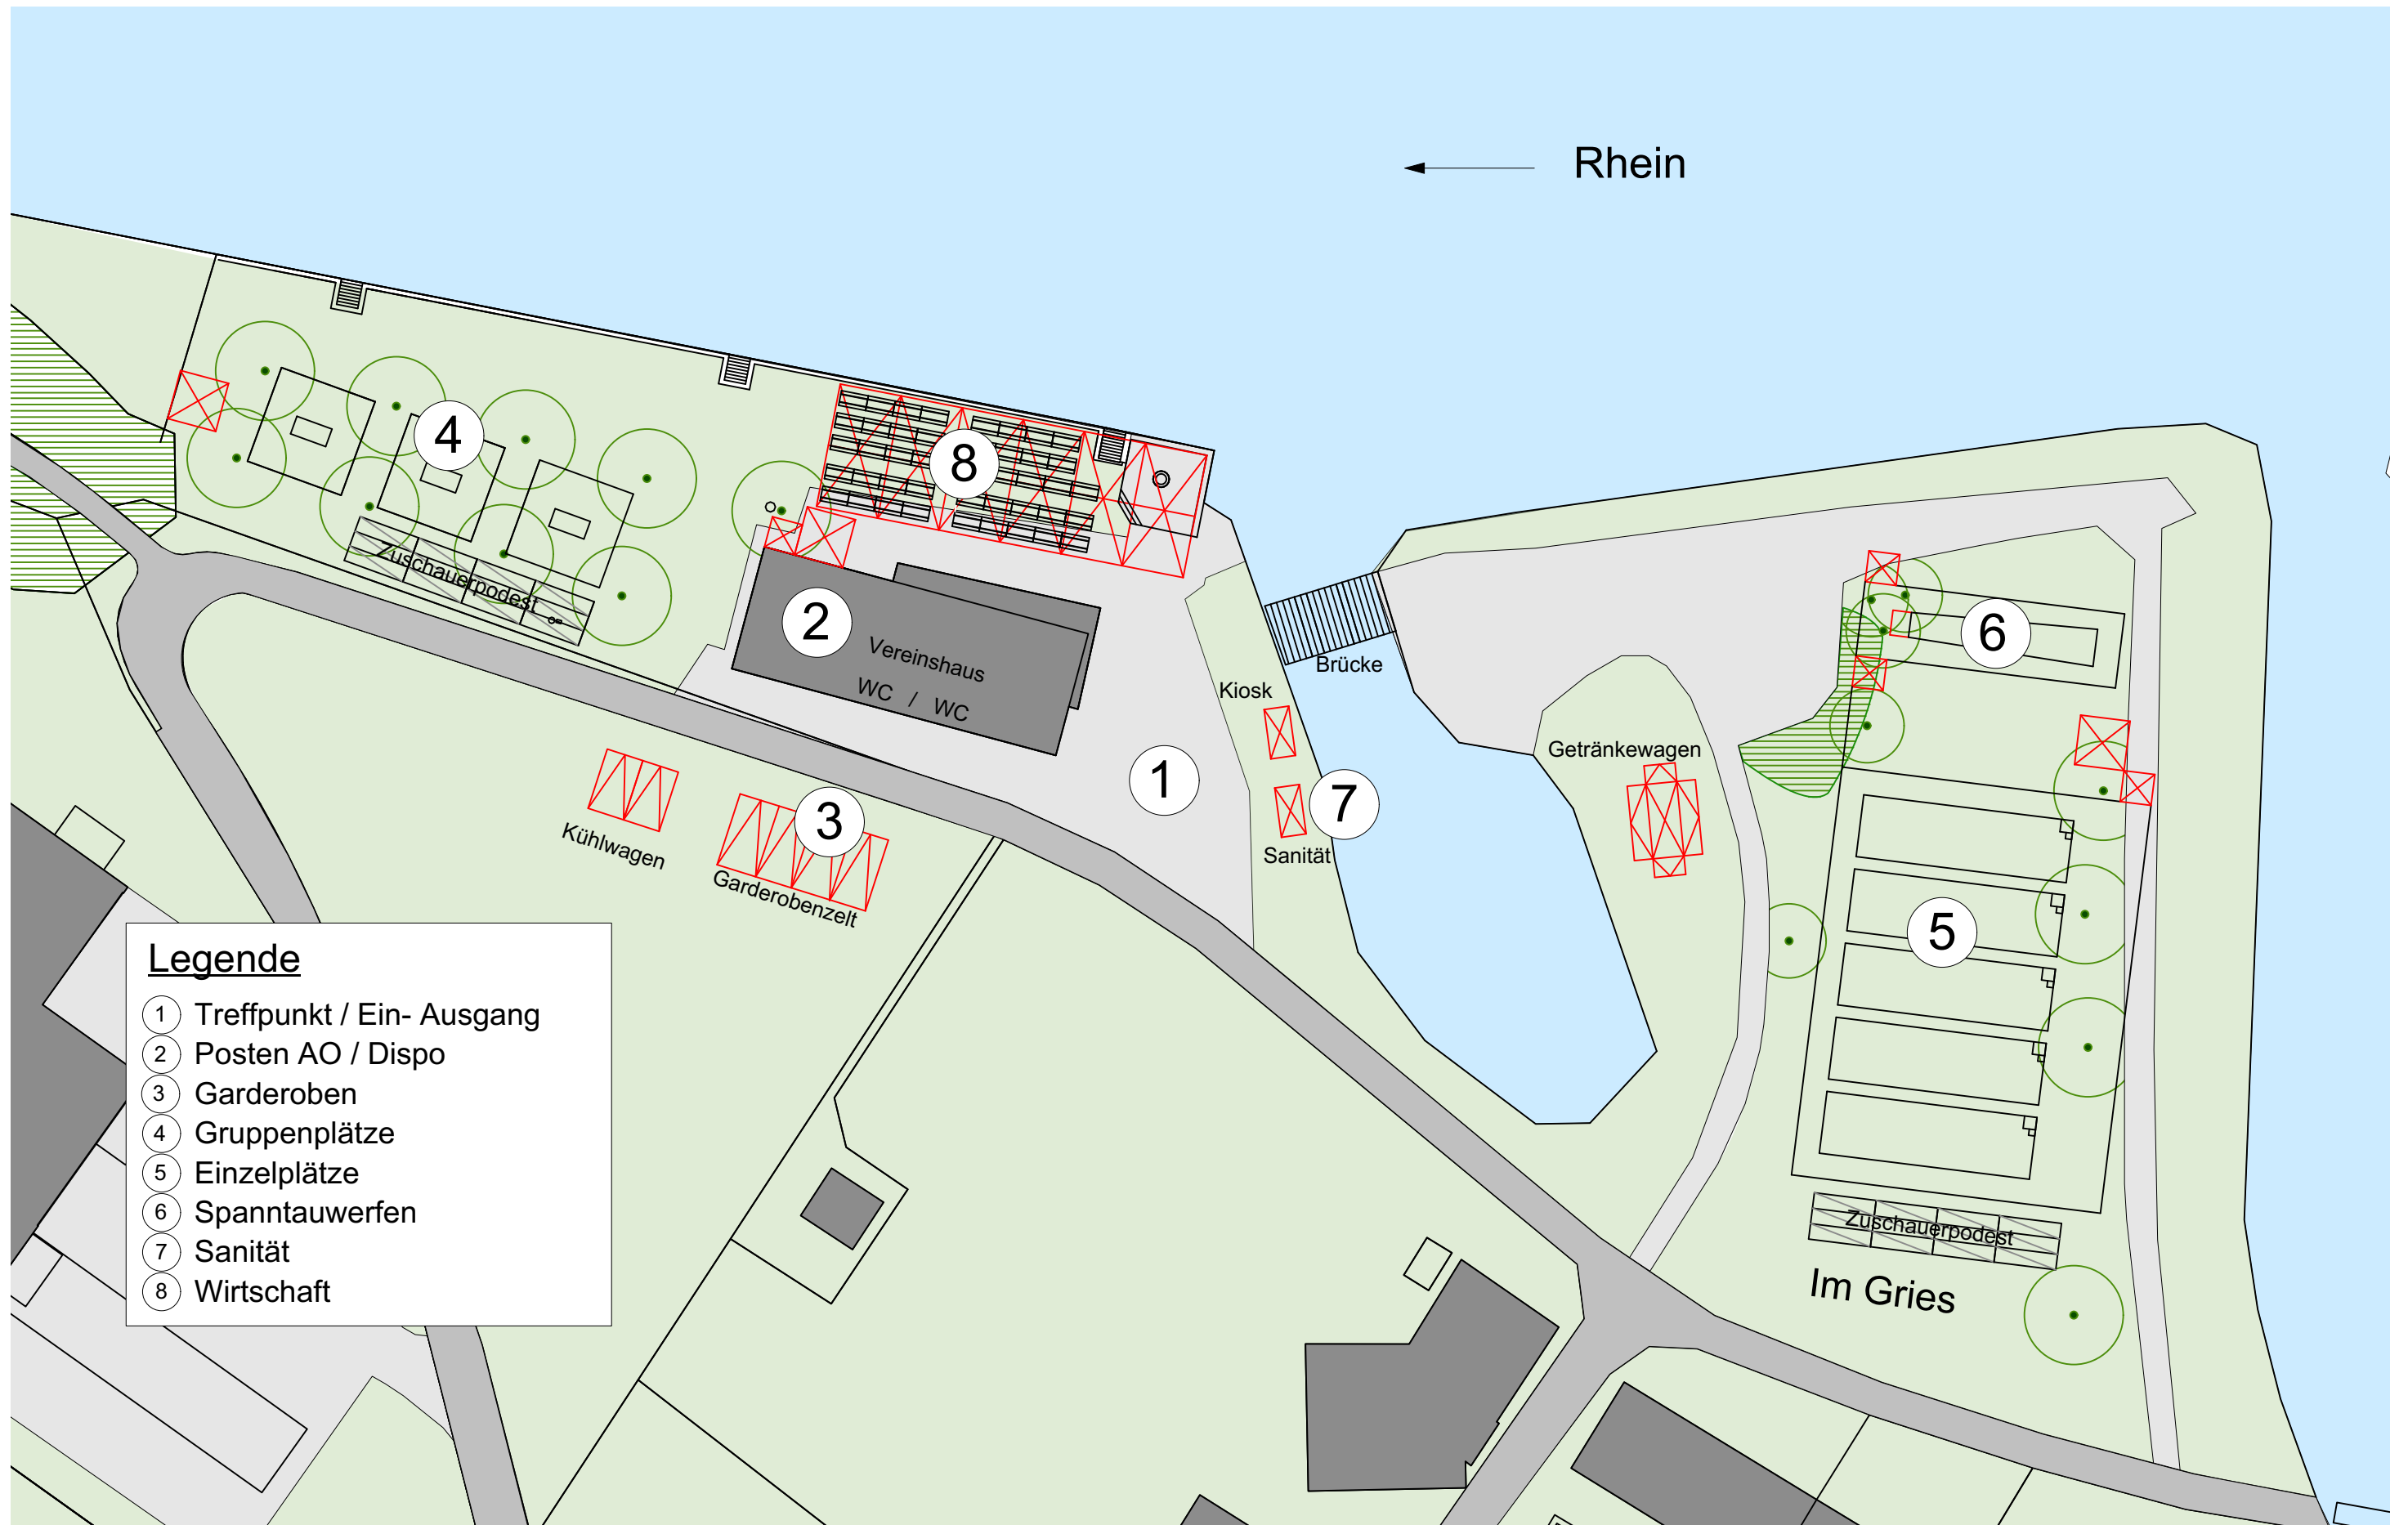 Rhein
4
8
Zuschauerpodest
2
Vereinshaus
WC / WC
6
Brücke
Kiosk
1
7
Sanität
Getränkewagen
Kühlwagen
3
Garderobenzelt
5
Zuschauerpodest
Im Gries
Legende
1 Treffpunkt / Ein- Ausgang
2 Posten AO / Dispo
3 Garderoben
4 Gruppenplätze
5 Einzelplätze
6 Spanntauwerfen
7 Sanität
8 Wirtschaft